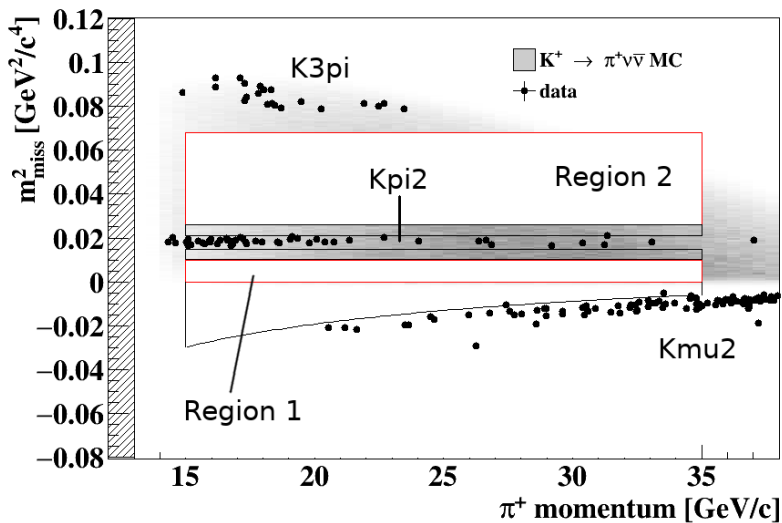 m²miss [GeV²/c⁴]
0.12
0.1
0.08
0.06
0.04
0.02
0
−0.02
−0.04
−0.06
−0.08
K3pi
K⁺ → π⁺νν̅ MC
data
Kpi2
Region 2
Kmu2
Region 1
15 20 25 30 35
π⁺ momentum [GeV/c]